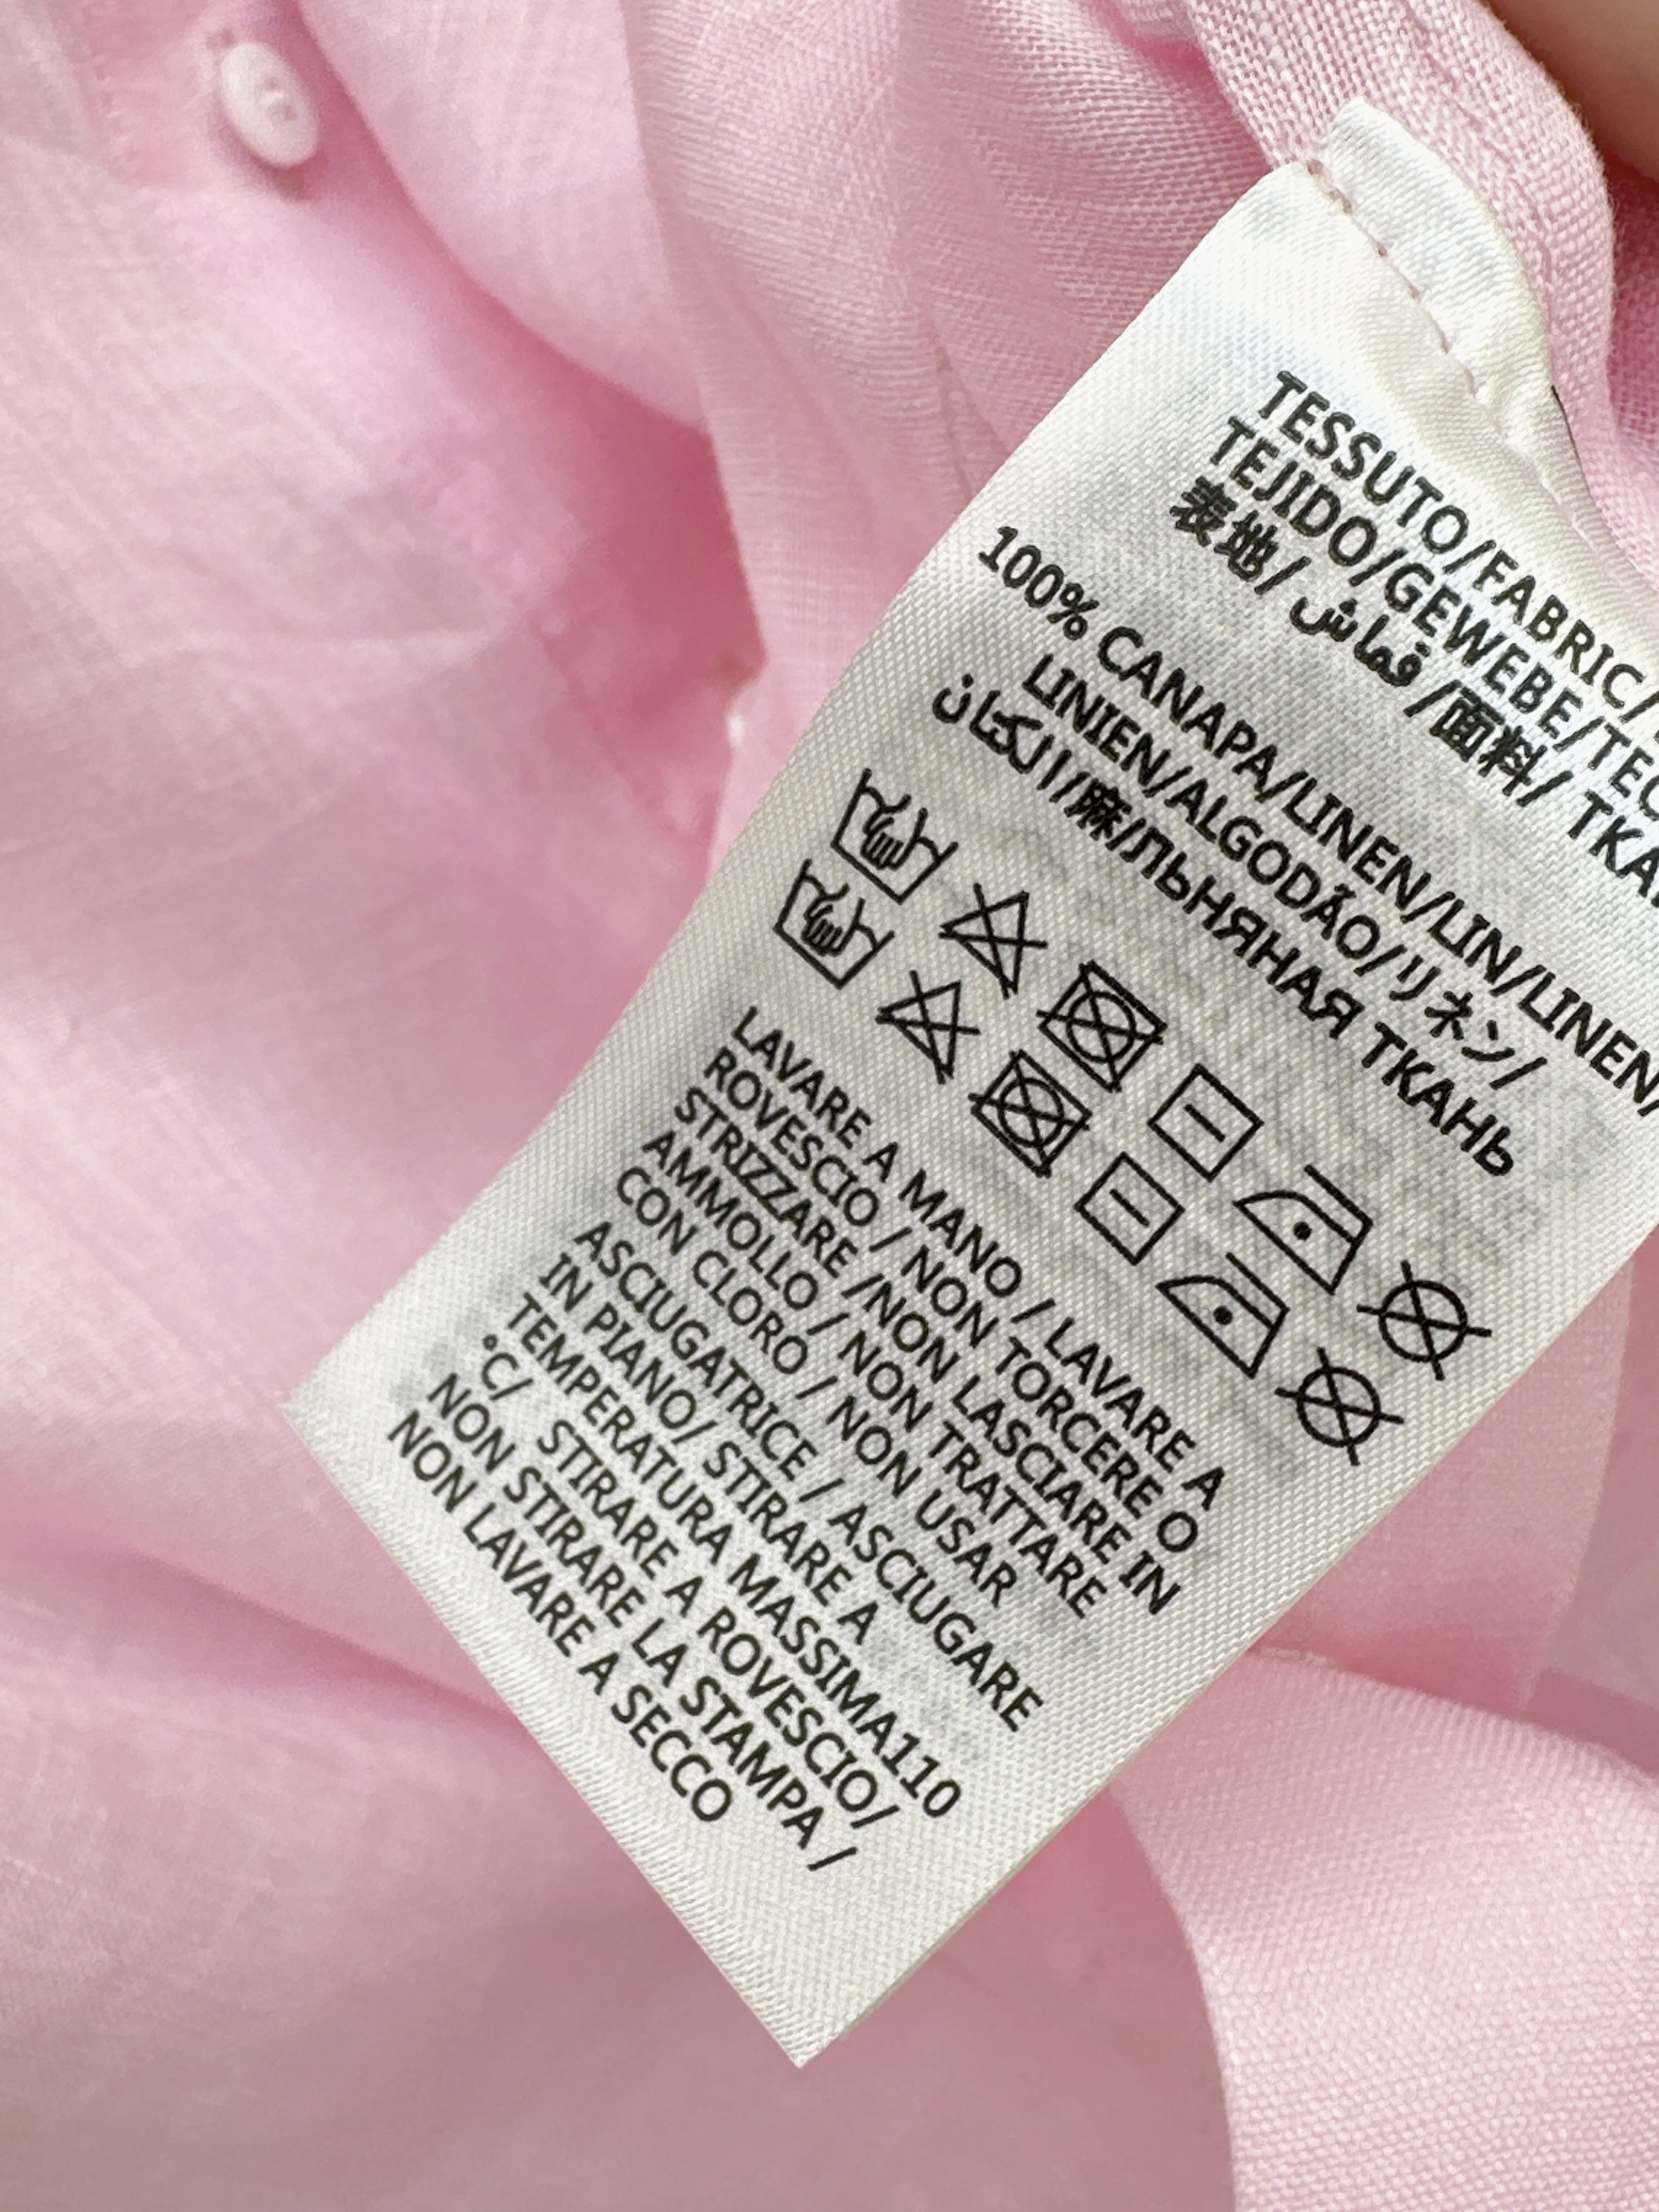 TESSUTO/FABRIC/
TEJIDO/GEWEBE/TEC
表地/ قماش /面料/ TKA
100% CANAPA/LINEN/LIN/LINEN/
LINIEN/ALGODÃO/リネン/
الكتان/麻/ЛЬНЯНАЯ ТКАНЬ
LAVARE A MANO / LAVARE A
ROVESCIO / NON TORCERE O
STRIZZARE /NON LASCIARE IN
AMMOLLO / NON TRATTARE
CON CLORO / NON USAR
ASCIUGATRICE / ASCIUGARE
IN PIANO/ STIRARE A
TEMPERATURA MASSIMA110
°C/ STIRARE A ROVESCIO/
NON STIRARE LA STAMPA /
NON LAVARE A SECCO